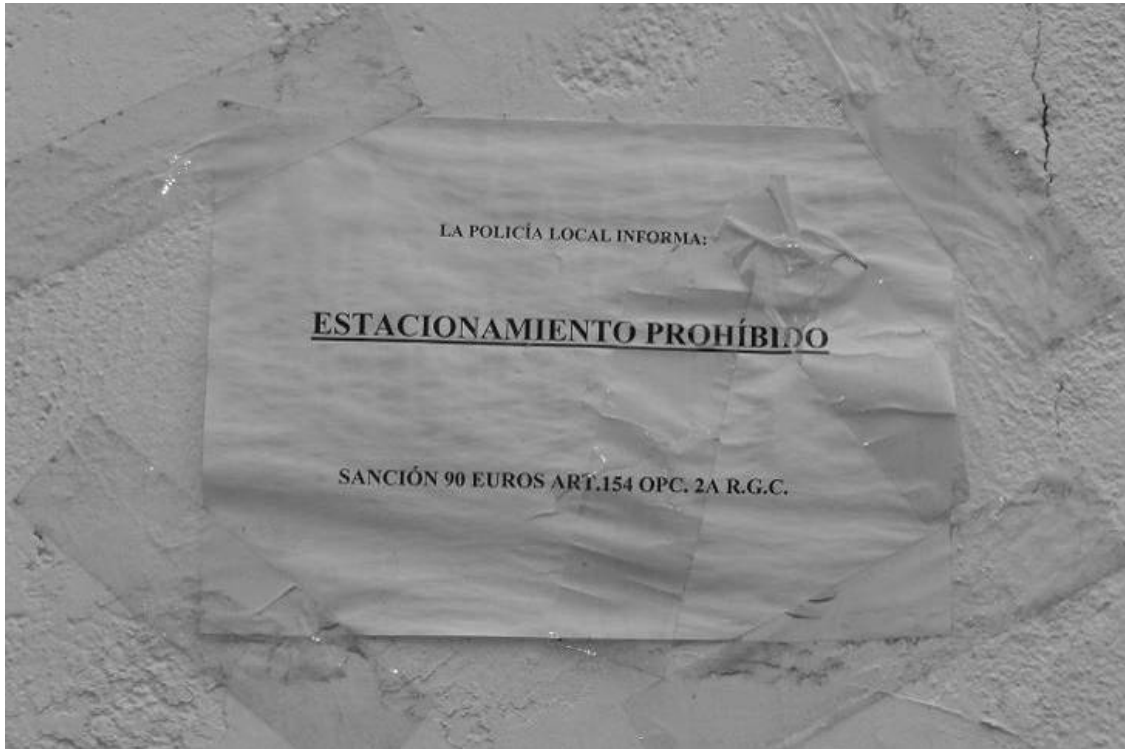 LA POLICÍA LOCAL INFORMA:
ESTACIONAMIENTO PROHÍBIDO
SANCIÓN 90 EUROS ART.154 OPC. 2A R.G.C.